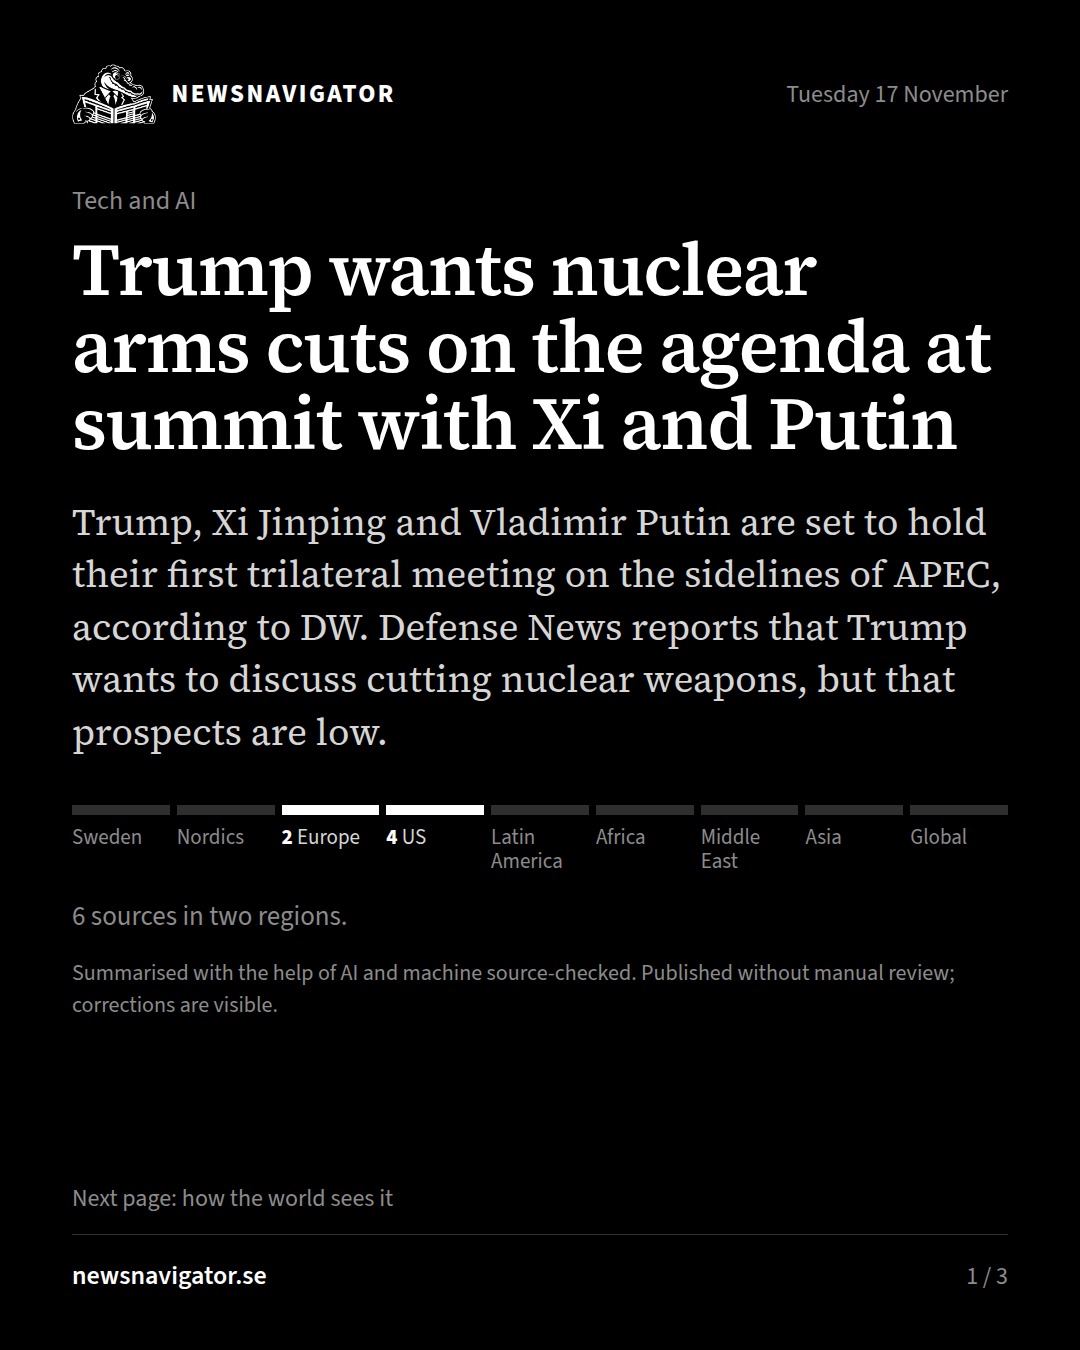 NEWSNAVIGATOR
Tuesday 17 November
Tech and AI
Trump wants nuclear
arms cuts on the agenda at
summit with Xi and Putin
Trump, Xi Jinping and Vladimir Putin are set to hold
their first trilateral meeting on the sidelines of APEC,
according to DW. Defense News reports that Trump
wants to discuss cutting nuclear weapons, but that
prospects are low.
Sweden
Nordics
2 Europe
4 US
Latin
America
Africa
Middle
East
Asia
Global
6 sources in two regions.
Summarised with the help of AI and machine source-checked. Published without manual review;
corrections are visible.
Next page: how the world sees it
newsnavigator.se
1 / 3